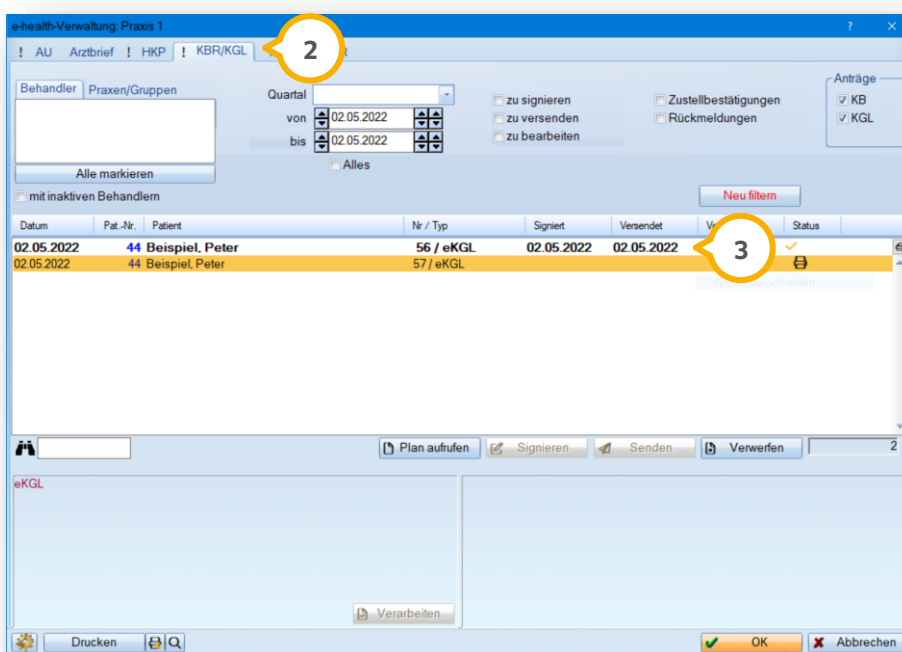 e-health-Verwaltung: Praxis 1 ?
! AU Arztbrief ! HKP ! KBR/KGL 2
Behandler Praxen/Gruppen
Alle markieren
mit inaktiven Behandlern
Quartal
von 02.05.2022
bis 02.05.2022
Alles
zu signieren
zu versenden
zu bearbeiten
Zustellbestätigungen
Rückmeldungen
Anträge
KB
KGL
Neu filtern
Datum Pat.-Nr. Patient Nr / Typ Signiert Versendet Status
02.05.2022 44 Beispiel, Peter 56 / eKGL 02.05.2022 02.05.2022 3
02.05.2022 44 Beispiel, Peter 57 / eKGL
Plan aufrufen Signieren Senden Verwerfen 2
eKGL
Verarbeiten
Drucken OK Abbrechen